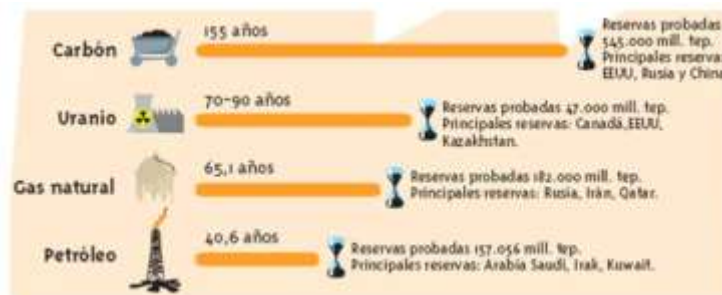 155 años
Carbón
Reservas probadas
545.000 mill. tep.
Principales reservas
EEUU, Rusia y China
70-90 años
Uranio
Reservas probadas 47.000 mill. tep.
Principales reservas: Canadá,EEUU,
Kazakhstan.
65,1 años
Gas natural
Reservas probadas 182.000 mill. tep.
Principales reservas: Rusia, Irán, Qatar.
40,6 años
Petróleo
Reservas probadas 157.056 mill. tep.
Principales reservas: Arabia Saudí, Irak, Kuwait.